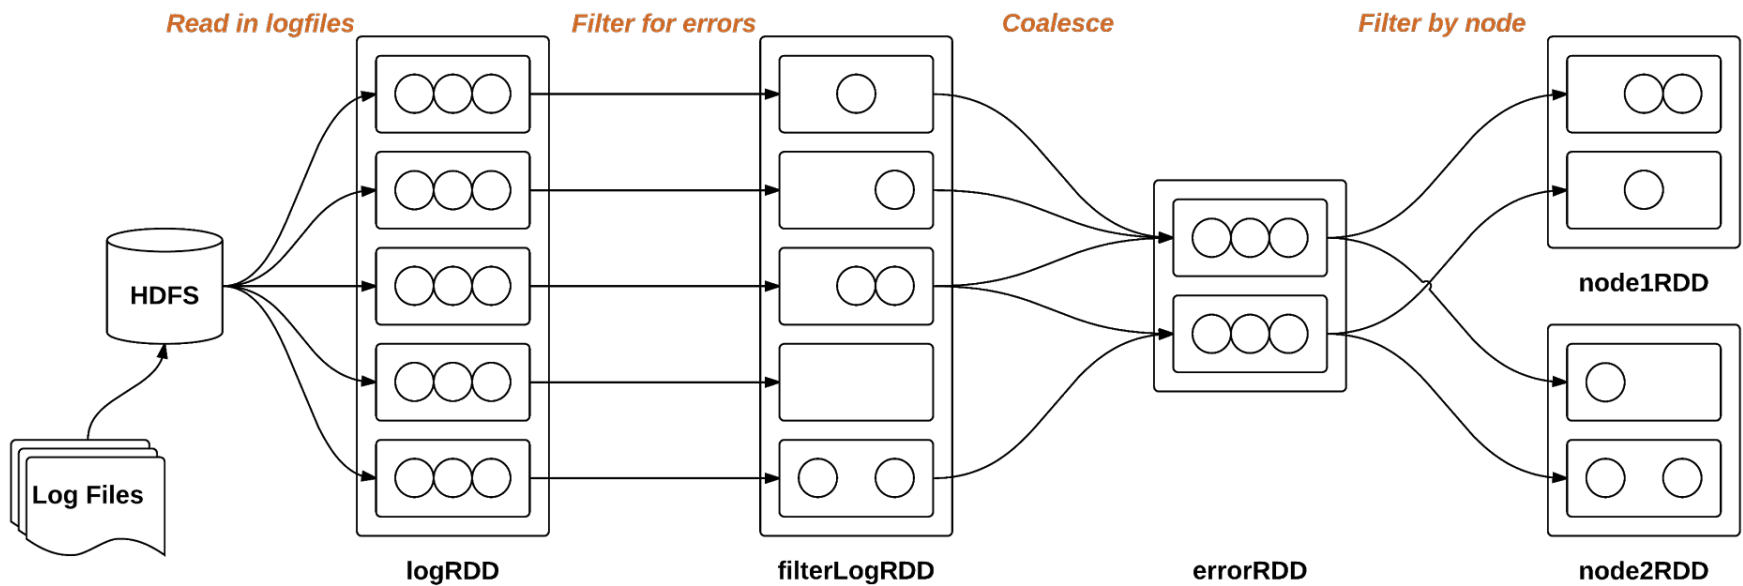 Read in logfiles
Filter for errors
Coalesce
Filter by node
HDFS
Log Files
logRDD
filterLogRDD
errorRDD
node1RDD
node2RDD